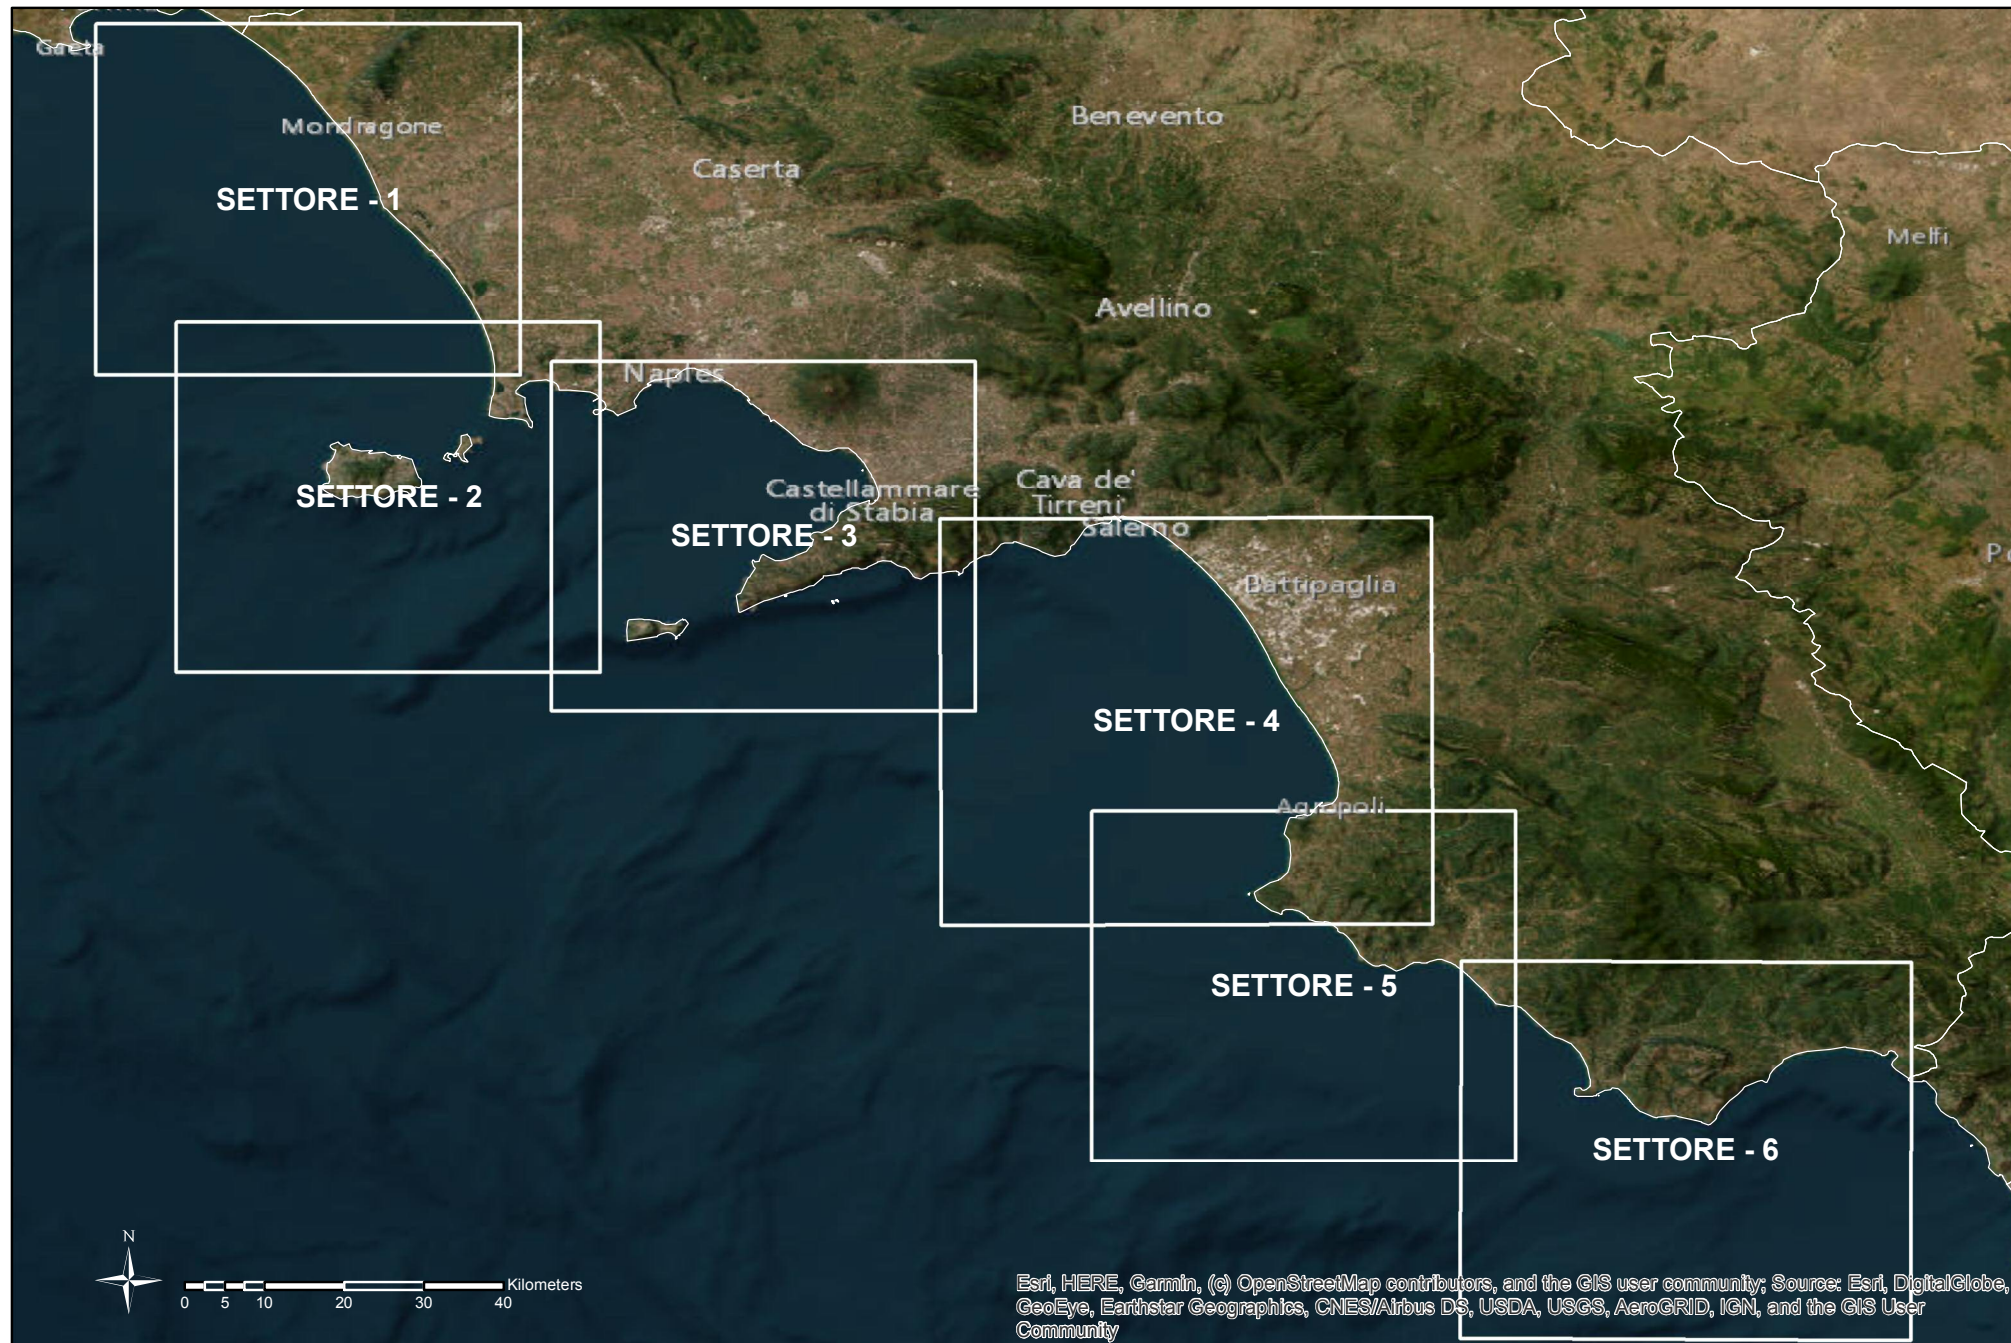 Gaeta
Mondragone
Benevento
Caserta
SETTORE - 1
Melfi
Avellino
Naples
Castellammare
di Stabia
Cava de'
Tirreni
Salerno
SETTORE - 2
SETTORE - 3
Battipaglia
SETTORE - 4
Agropoli
SETTORE - 5
SETTORE - 6
N
Kilometers
0 5 10 20 30 40
Esri, HERE, Garmin, (c) OpenStreetMap contributors, and the GIS user community; Source: Esri, DigitalGlobe,
GeoEye, Earthstar Geographics, CNES/Airbus DS, USDA, USGS, AeroGRID, IGN, and the GIS User
Community